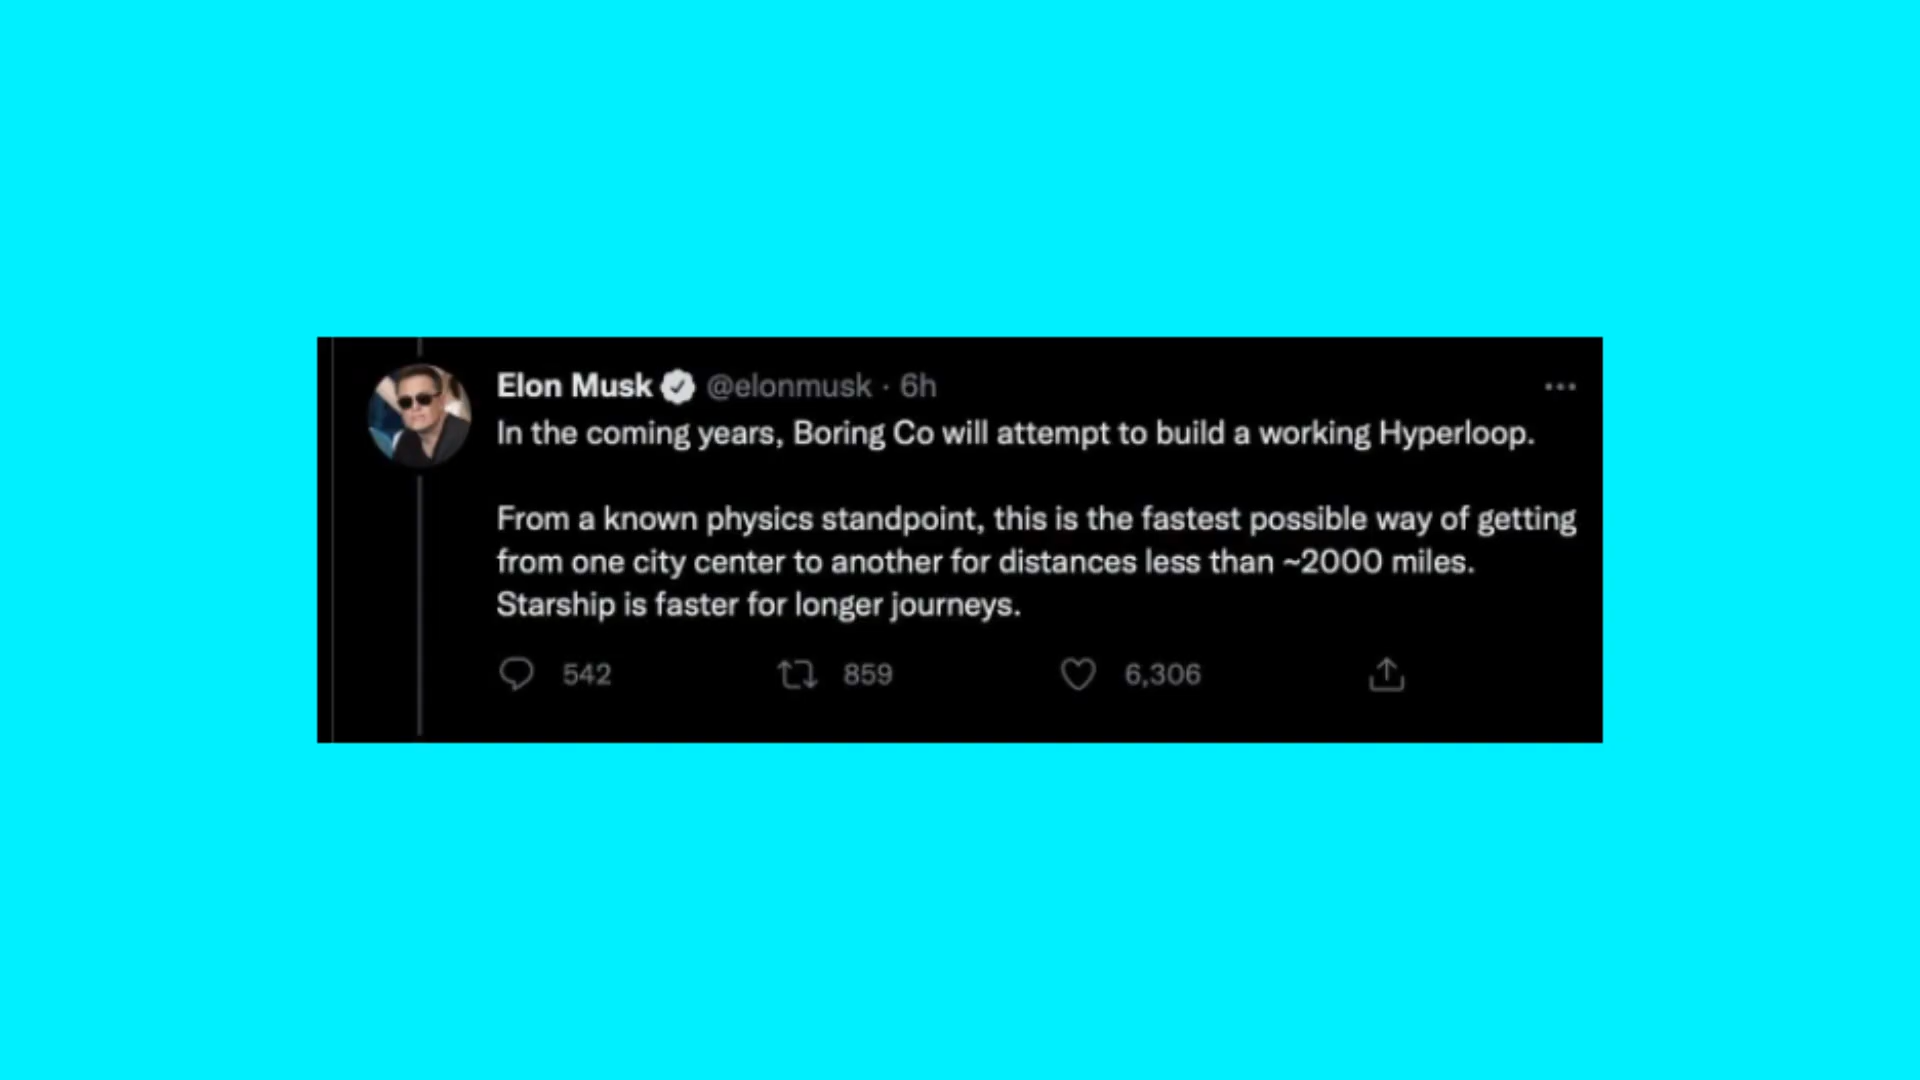 Elon Musk @elonmusk · 6h
In the coming years, Boring Co will attempt to build a working Hyperloop.
From a known physics standpoint, this is the fastest possible way of getting
from one city center to another for distances less than ~2000 miles.
Starship is faster for longer journeys.
542 859 6,306